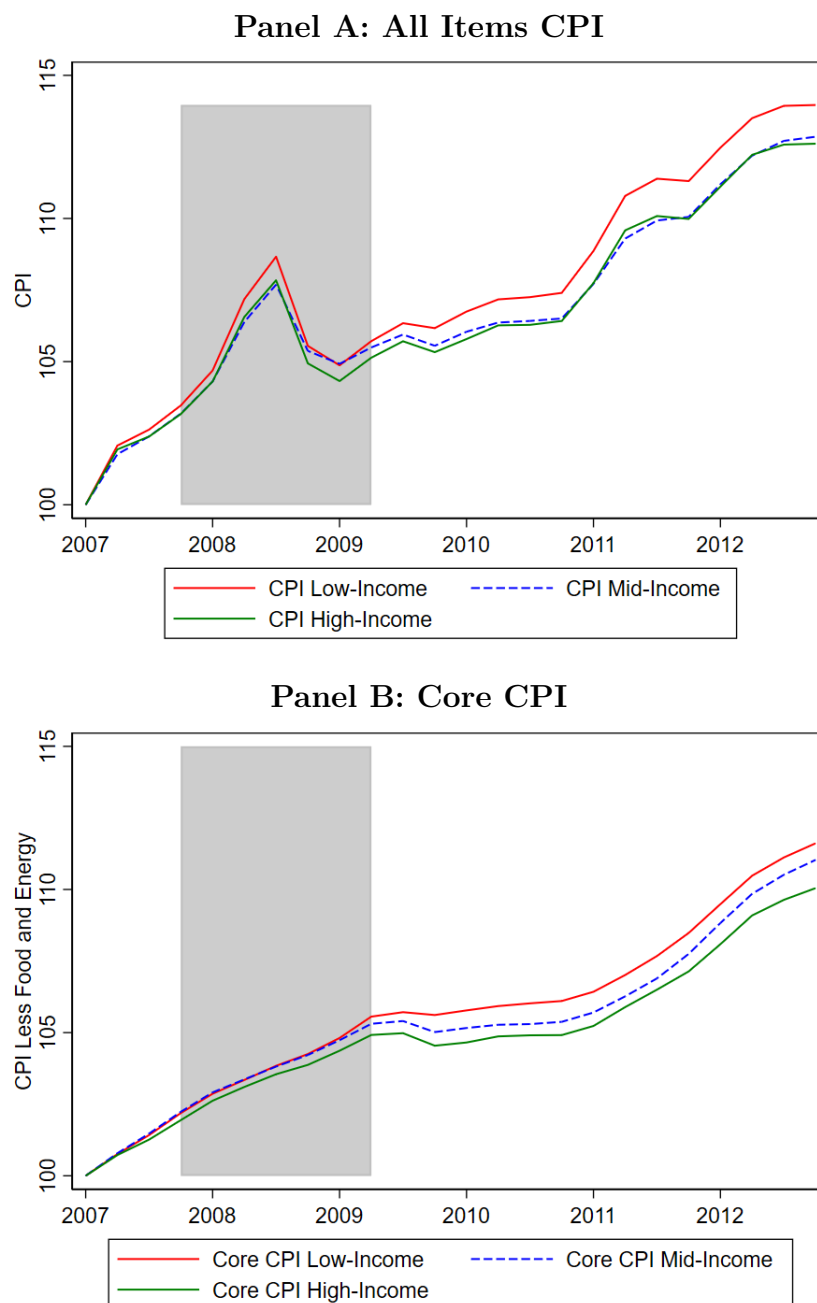 Panel A: All Items CPI
115
110
105
100
CPI
2007 2008 2009 2010 2011 2012
CPI Low-Income CPI Mid-Income
CPI High-Income
Panel B: Core CPI
115
110
105
100
CPI Less Food and Energy
2007 2008 2009 2010 2011 2012
Core CPI Low-Income Core CPI Mid-Income
Core CPI High-Income